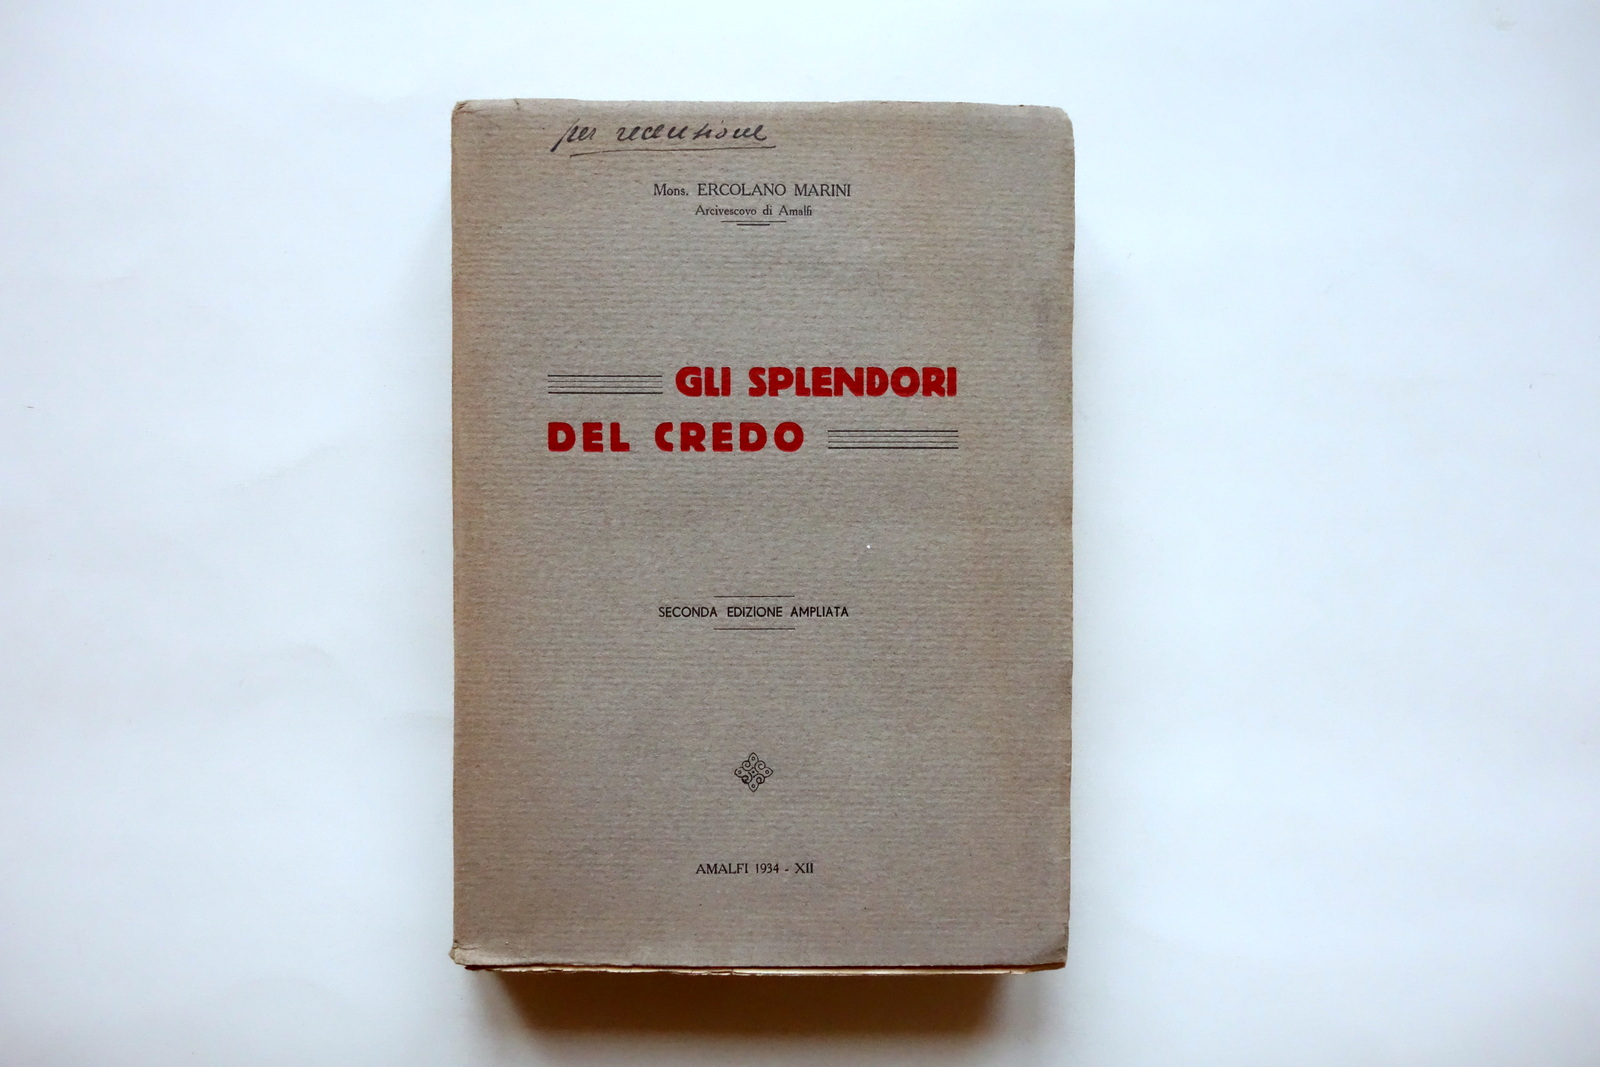 per recensione
Mons. ERCOLANO MARINI
Arcivescovo di Amalfi
GLI SPLENDORI
DEL CREDO
SECONDA EDIZIONE AMPLIATA
AMALFI 1934 - XII